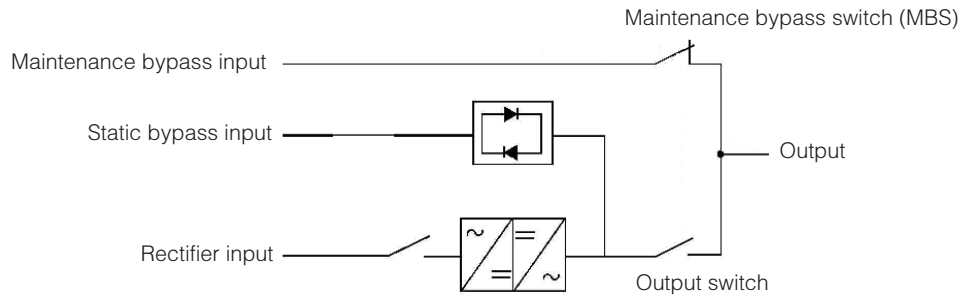 Maintenance bypass switch (MBS)
Maintenance bypass input
Static bypass input
Output
Rectifier input
Output switch